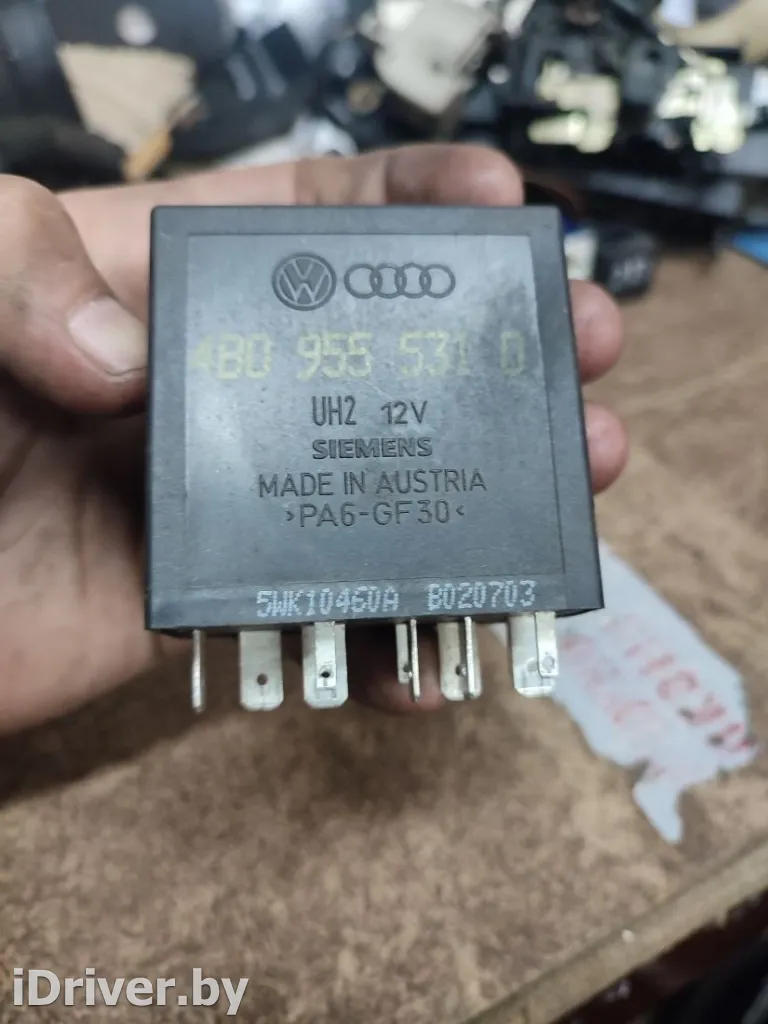 4B0 955 531 D
UH2 12V
SIEMENS
MADE IN AUSTRIA
>PA6-GF30<
5WK10460A B020703
iDriver.by